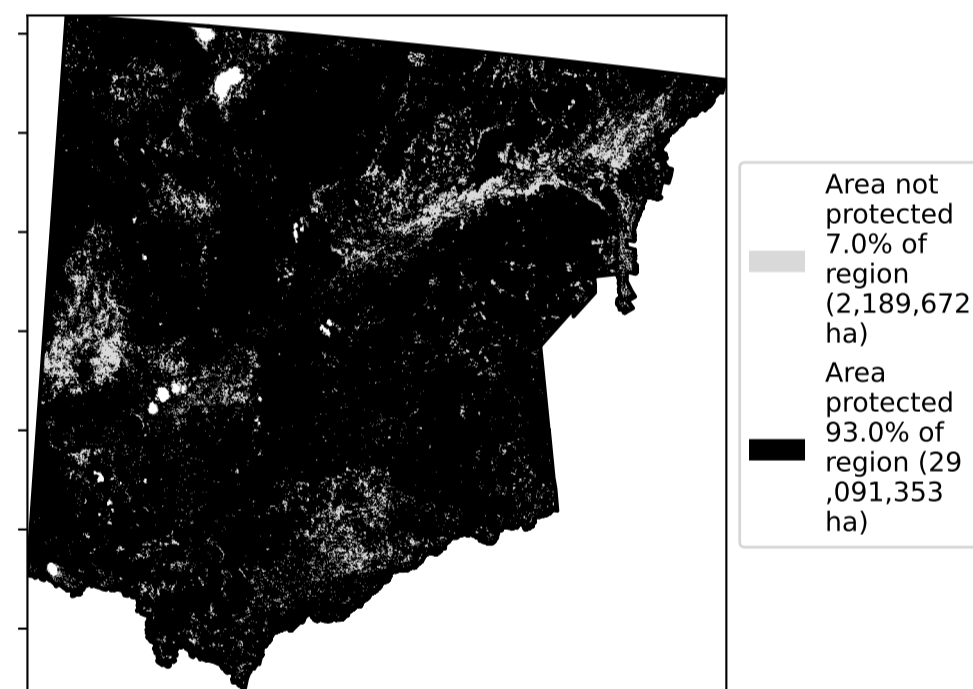 Area not
protected
7.0% of
region
(2,189,672
ha)
Area
protected
93.0% of
region (29
,091,353
ha)